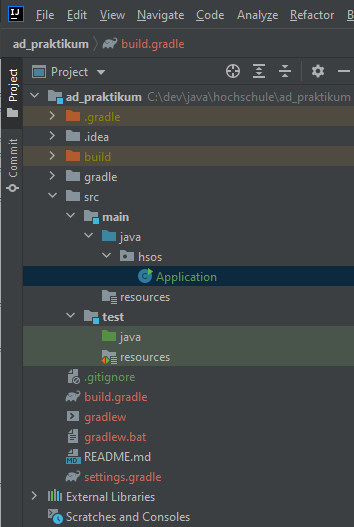 IJ File Edit View Navigate Code Analyze Refactor B
ad_praktikum build.gradle
Project
Project
Commit
ad_praktikum C:\dev\java\hochschule\ad_praktikum
.gradle
.idea
build
gradle
src
main
java
hsos
C Application
resources
test
java
resources
.gitignore
build.gradle
gradlew
gradlew.bat
MD README.md
settings.gradle
External Libraries
Scratches and Consoles